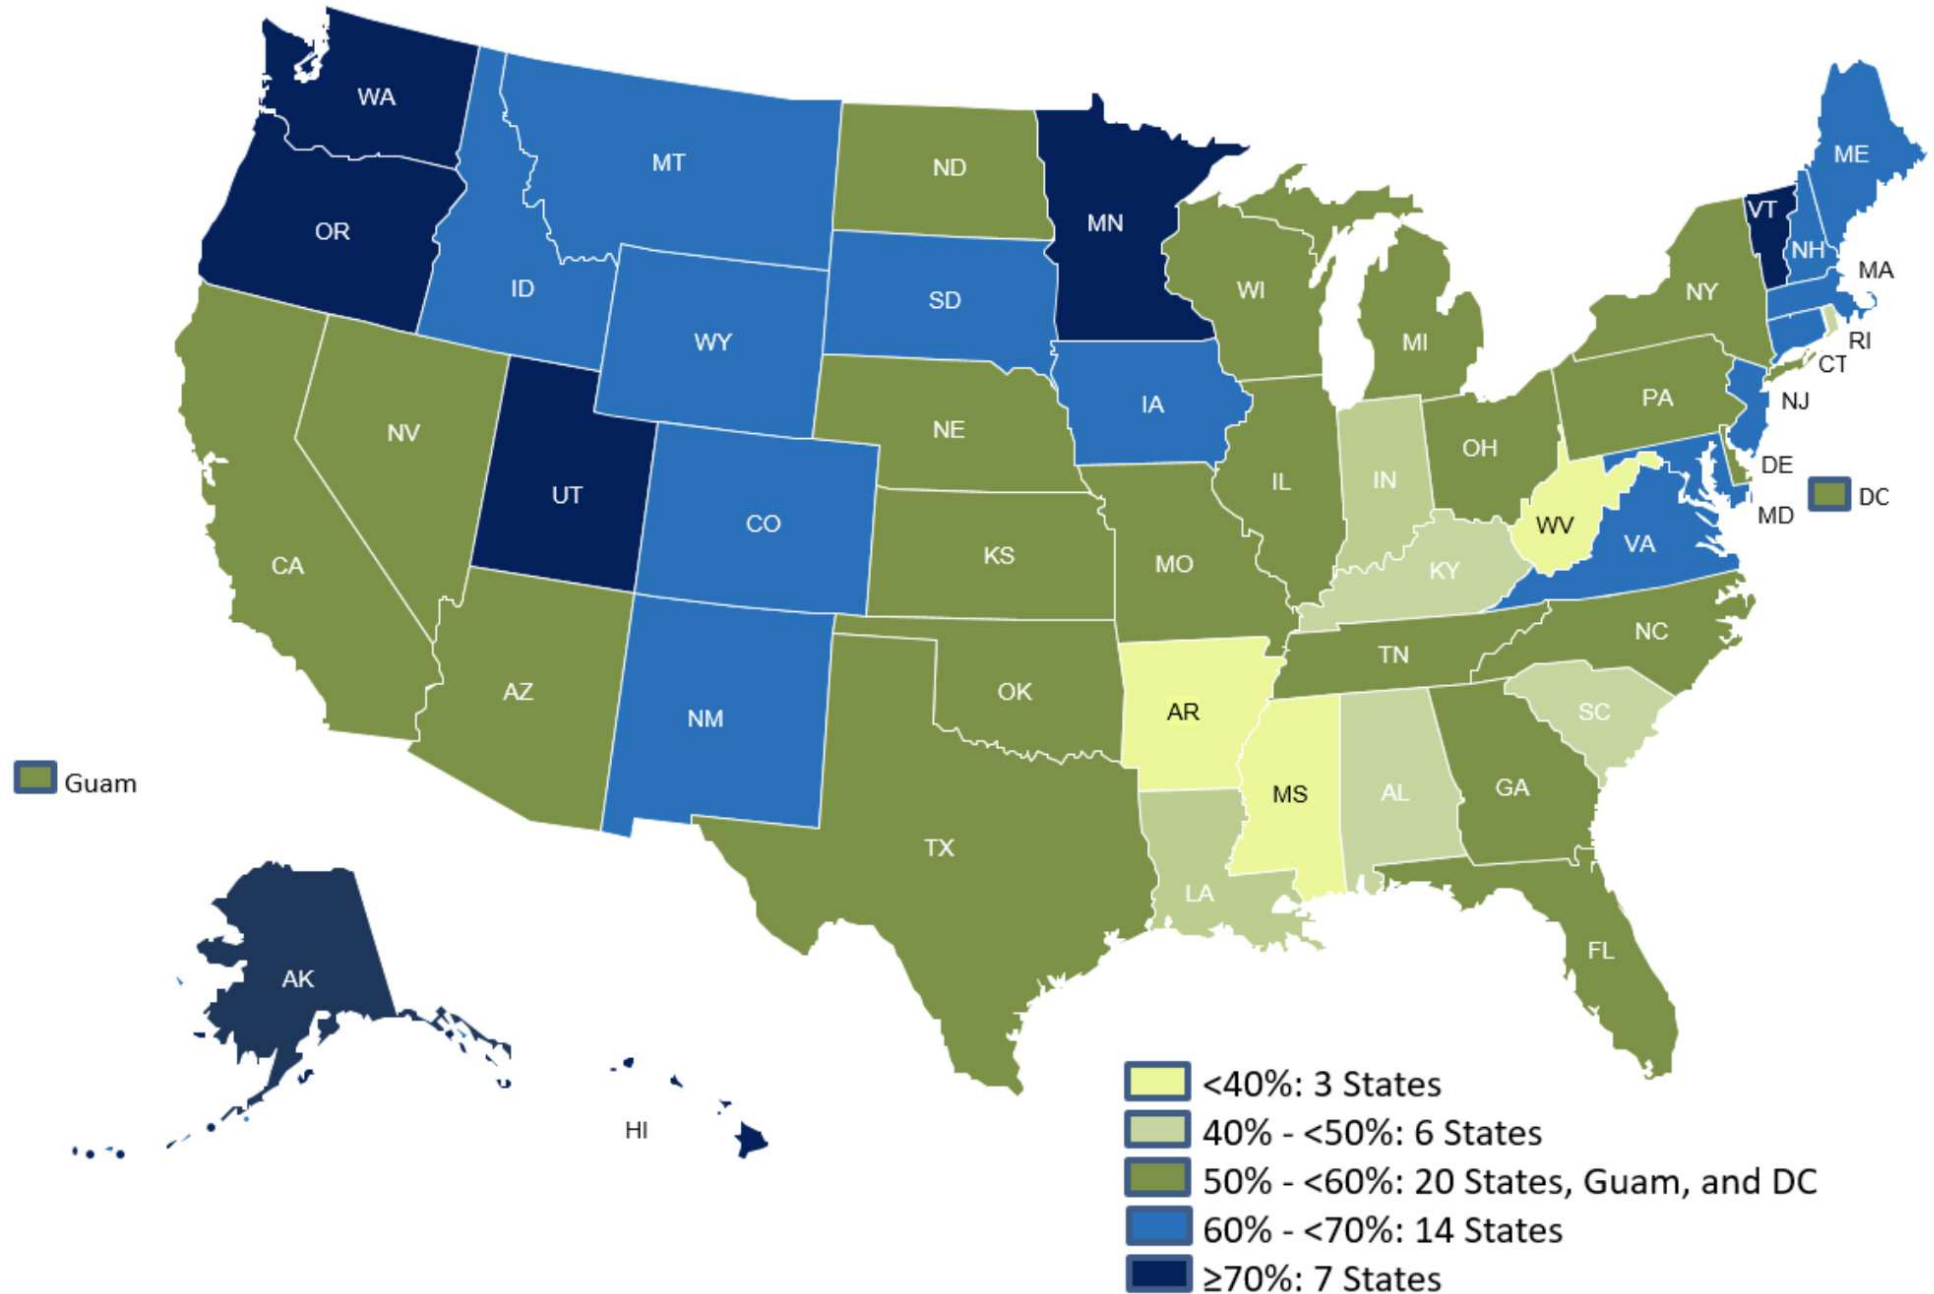 WA
MT
ND
ME
VT
OR
MN
NH
MA
ID
SD
WI
NY
WY
MI
RI
CT
IA
PA
NJ
NV
NE
OH
DE
UT
IL
IN
DC
CO
WV
MD
CA
KS
MO
KY
VA
NC
TN
AZ
NM
OK
AR
SC
Guam
MS
AL
GA
TX
LA
FL
AK
HI
<40%: 3 States
40% - <50%: 6 States
50% - <60%: 20 States, Guam, and DC
60% - <70%: 14 States
≥70%: 7 States